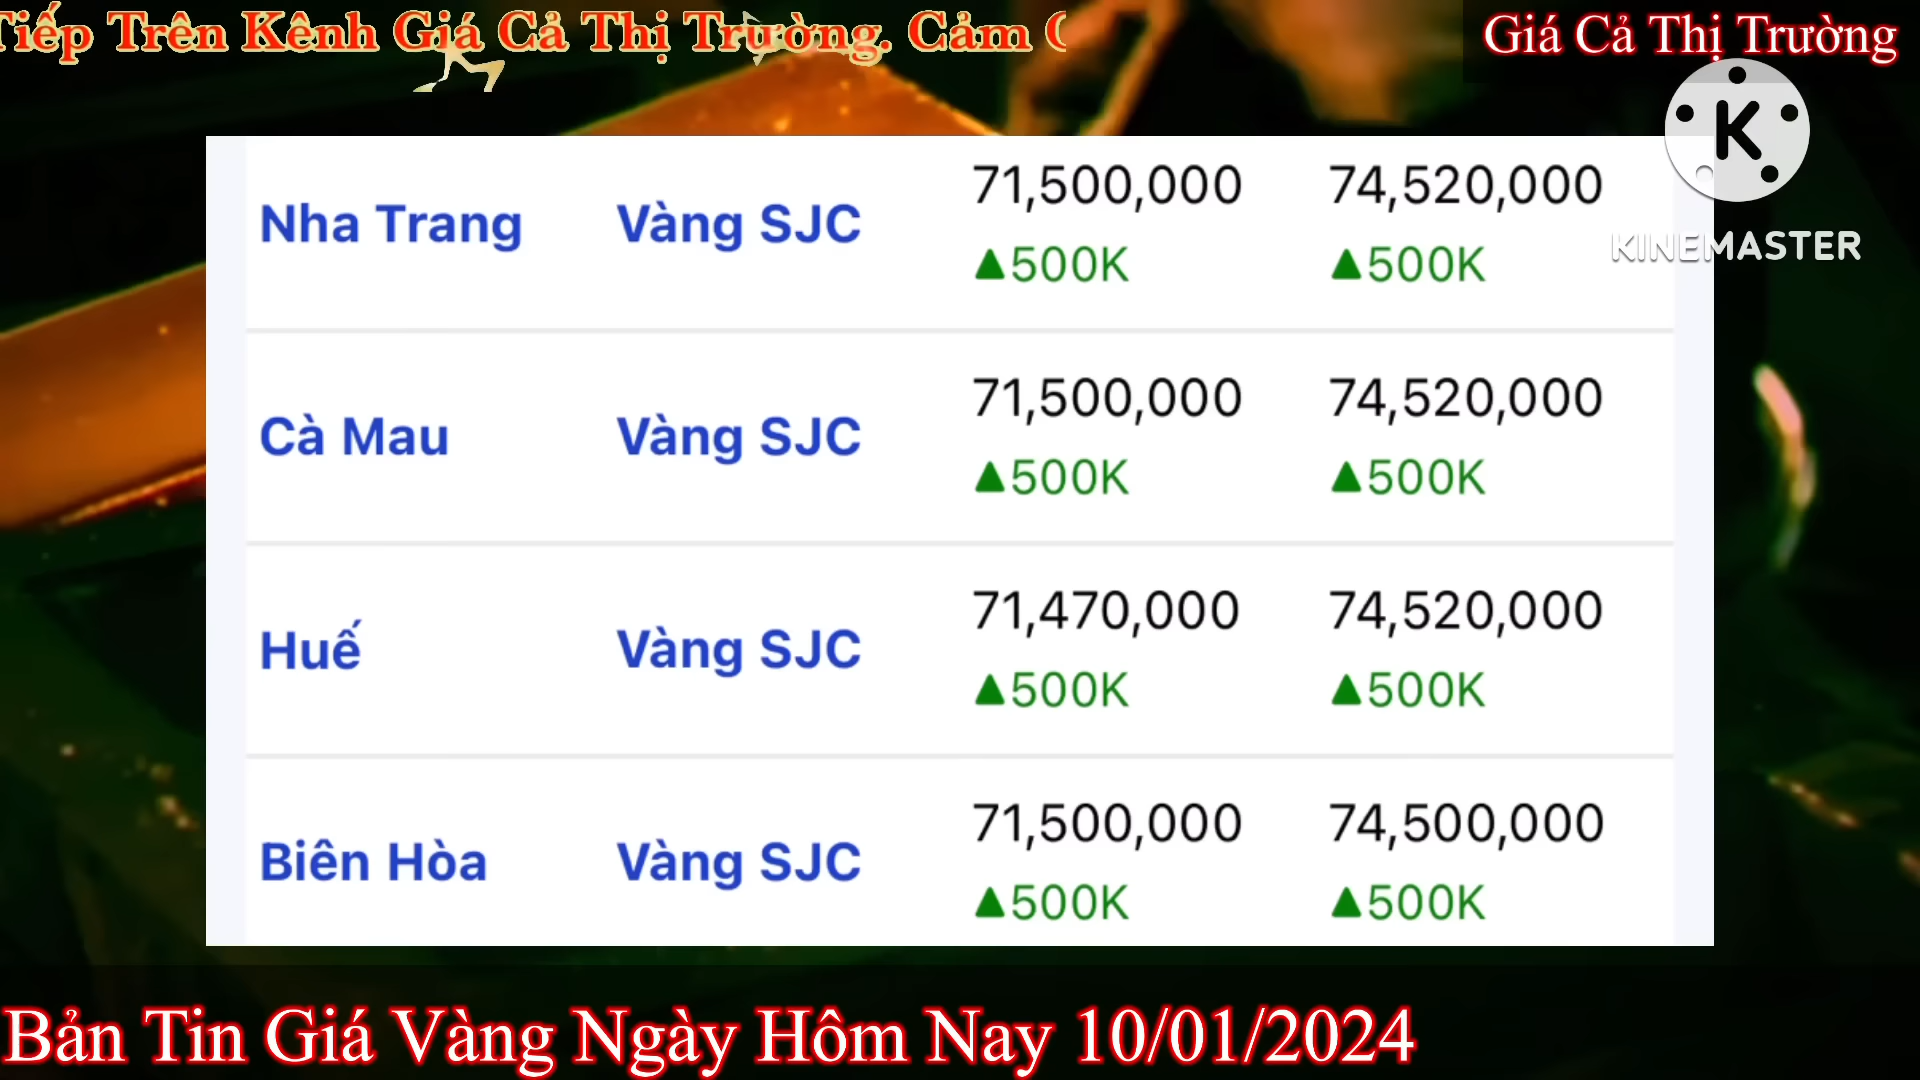 Tiếp Trên Kênh Giá Cả Thị Trường. Cảm
Giá Cả Thị Trường
K
KINEMASTER
Nha Trang Vàng SJC 71,500,000 74,520,000
▲500K ▲500K
Cà Mau Vàng SJC 71,500,000 74,520,000
▲500K ▲500K
Huế Vàng SJC 71,470,000 74,520,000
▲500K ▲500K
Biên Hòa Vàng SJC 71,500,000 74,500,000
▲500K ▲500K
Bản Tin Giá Vàng Ngày Hôm Nay 10/01/2024